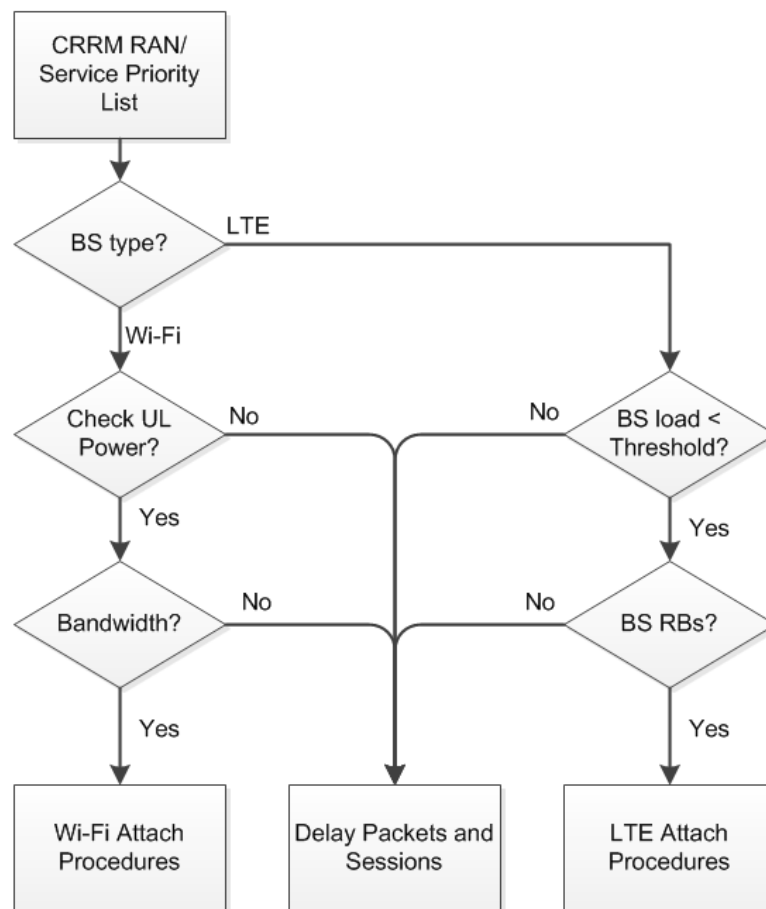 CRRM RAN/
Service Priority
List
BS type?
LTE
Wi-Fi
Check UL
Power?
No
No
BS load <
Threshold?
Yes
Yes
Bandwidth?
No
No
BS RBs?
Yes
Yes
Wi-Fi Attach
Procedures
Delay Packets and
Sessions
LTE Attach
Procedures